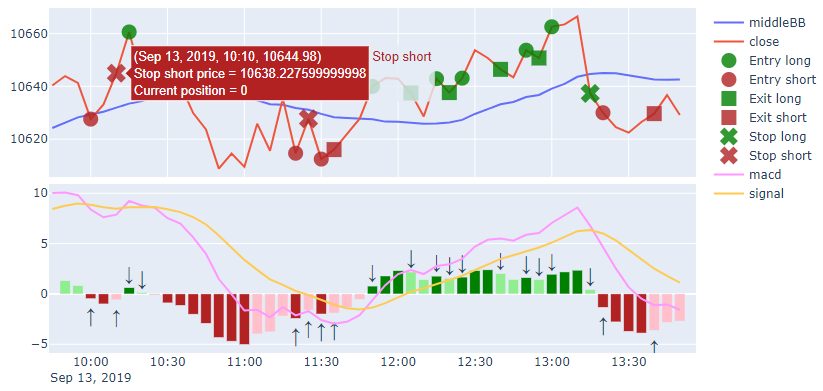 10660
10640
10620
(Sep 13, 2019, 10:10, 10644.98)
Stop short price = 10638.227599999998
Current position = 0
Stop short
middleBB
close
Entry long
Entry short
Exit long
Exit short
Stop long
Stop short
macd
signal
10
5
0
−5
10:00
10:30
11:00
11:30
12:00
12:30
13:00
13:30
Sep 13, 2019